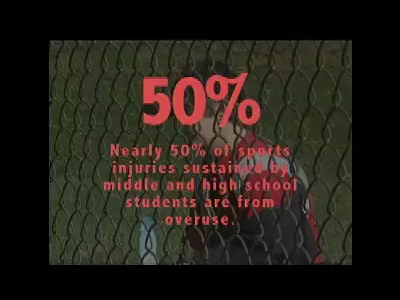 50%
Nearly 50% of sports
injuries sustained by
middle and high school
students are from
overuse.